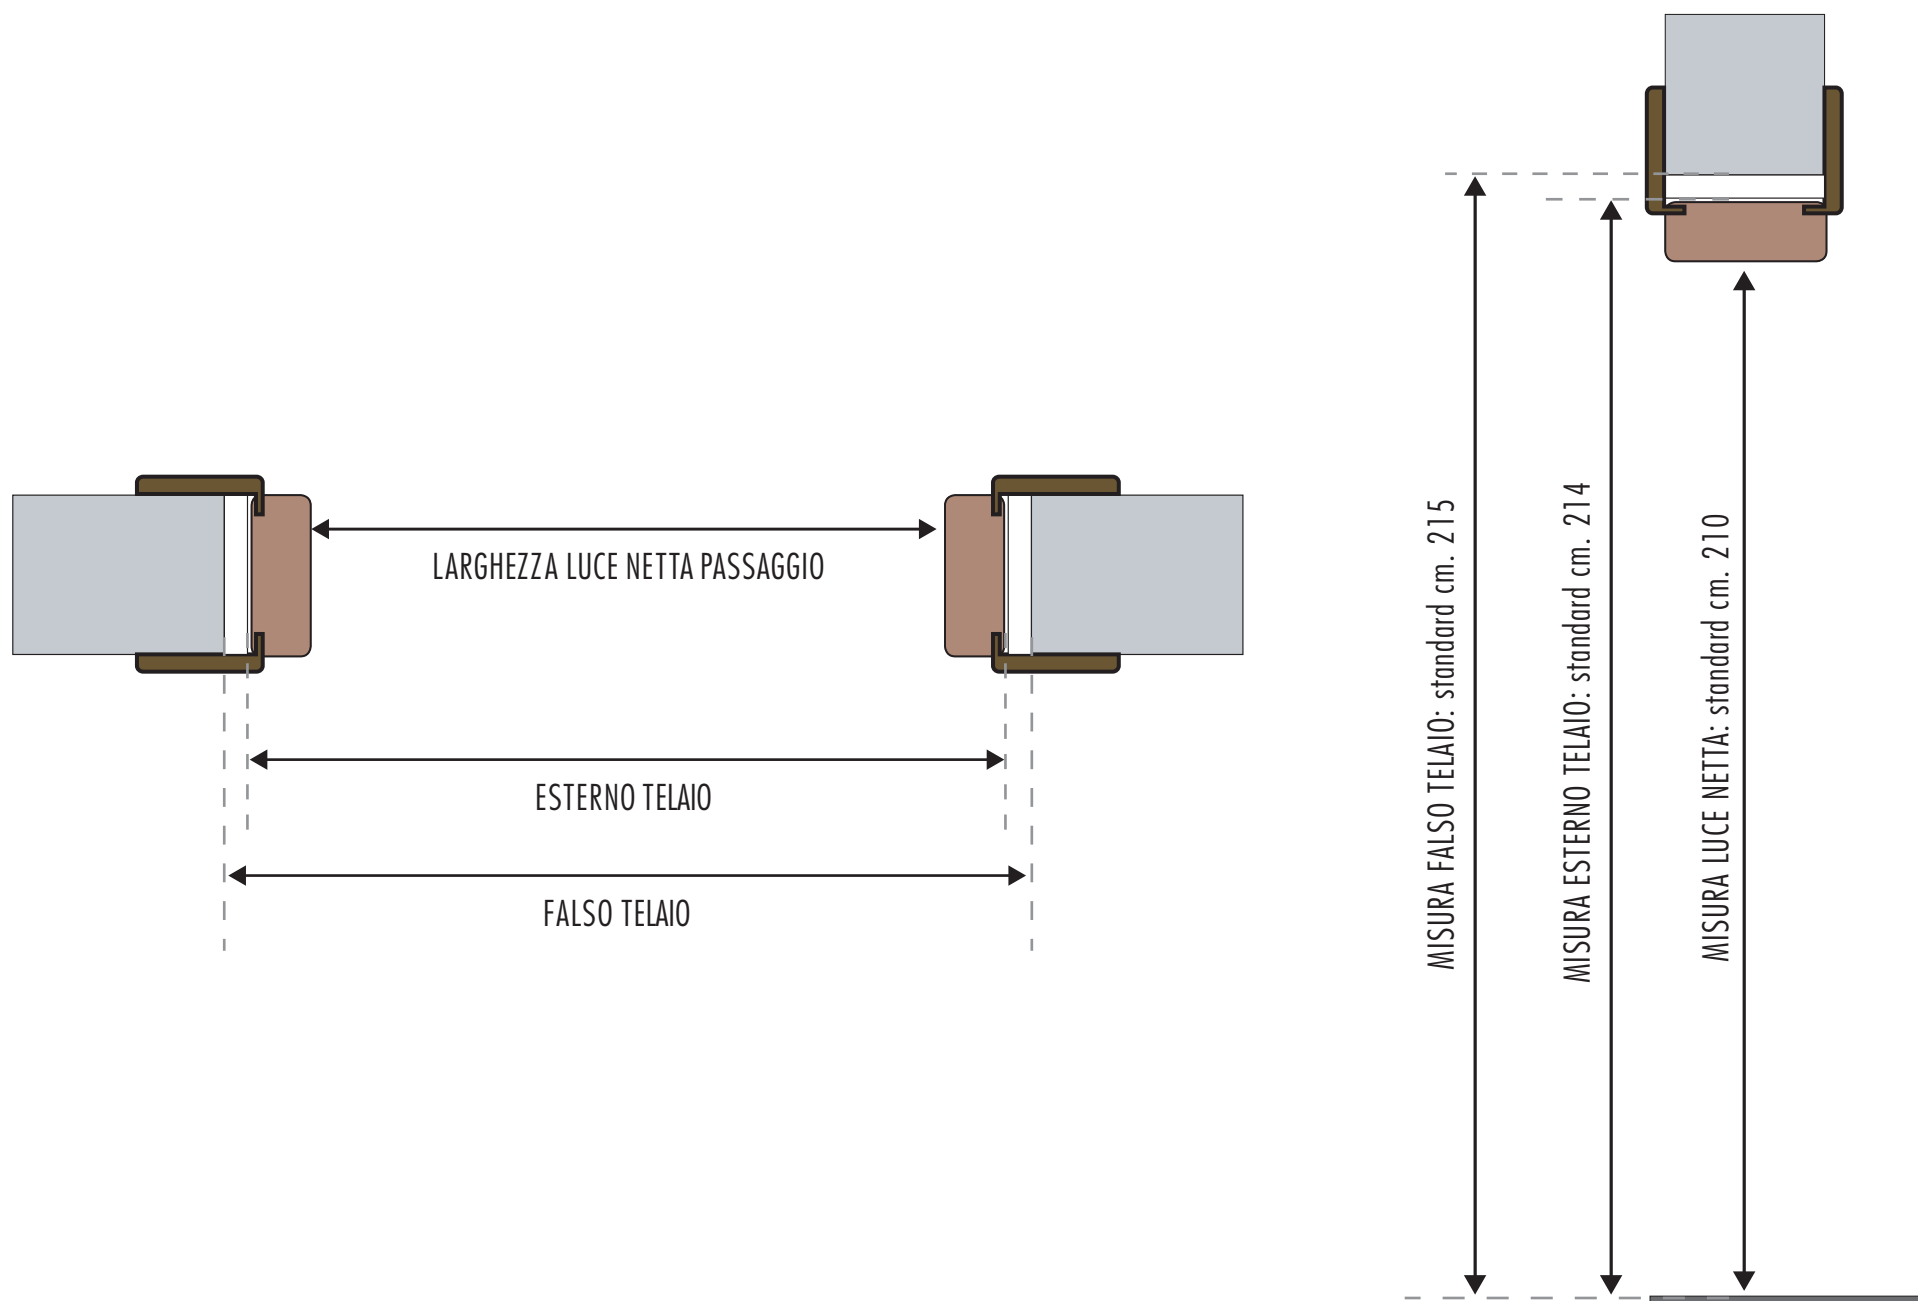 LARGHEZZA LUCE NETTA PASSAGGIO
ESTERNO TELAIO
FALSO TELAIO
MISURA FALSO TELAIO: standard cm. 215
MISURA ESTERNO TELAIO: standard cm. 214
MISURA LUCE NETTA: standard cm. 210